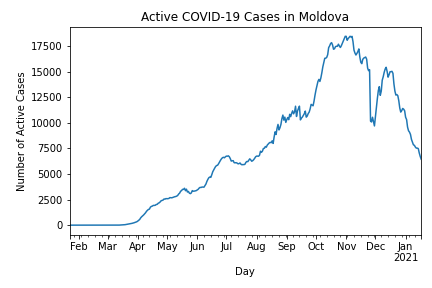 Active COVID-19 Cases in Moldova
Number of Active Cases
17500
15000
12500
10000
7500
5000
2500
0
Feb Mar Apr May Jun Jul Aug Sep Oct Nov Dec Jan
2021
Day